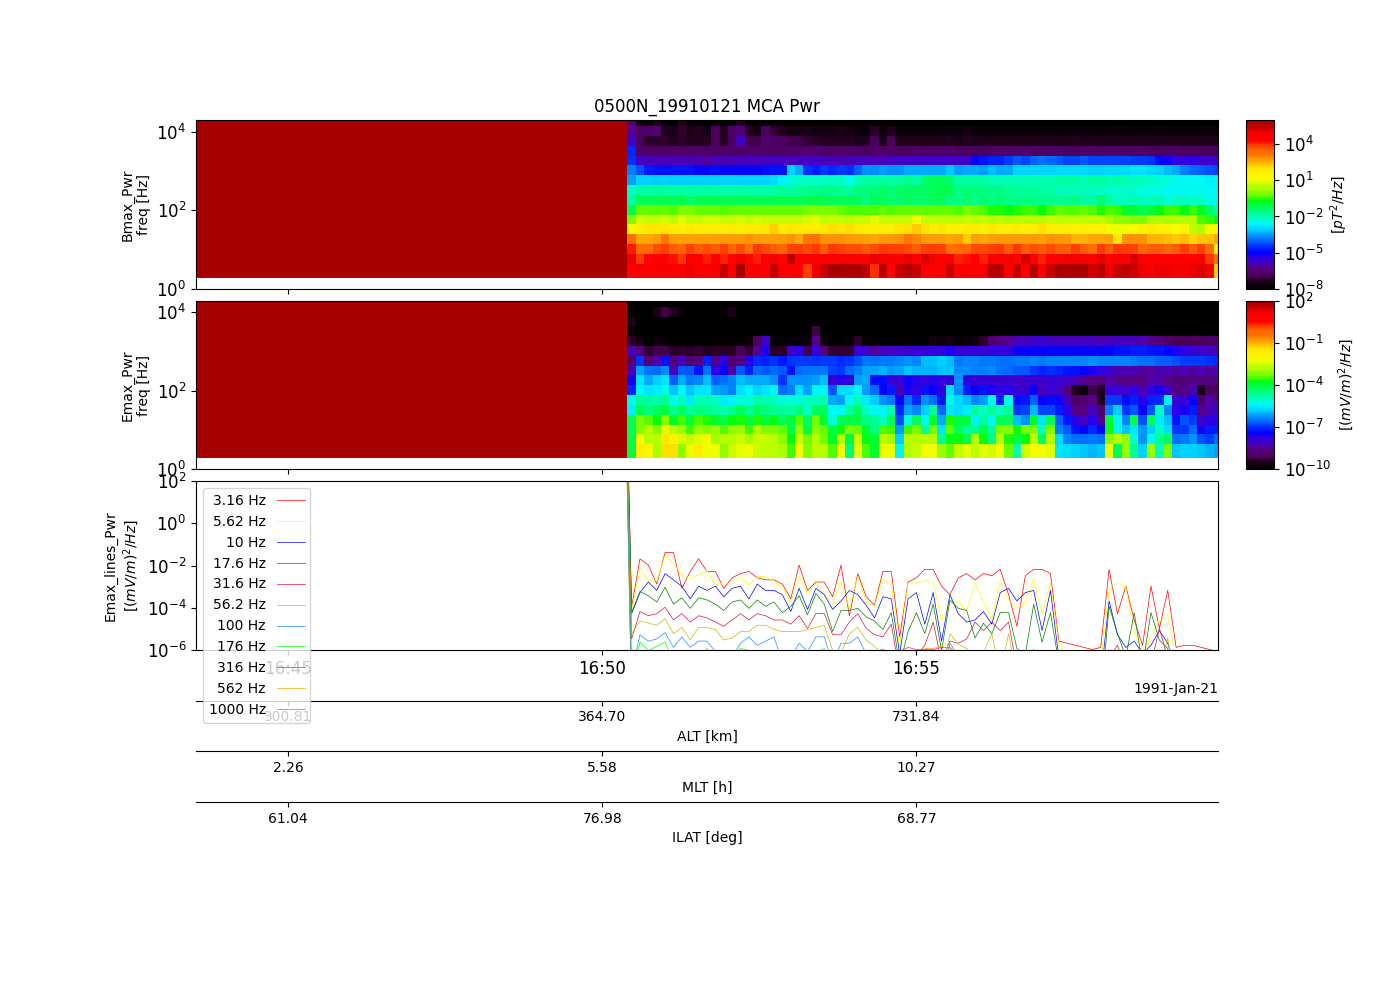 0500N_19910121 MCA Pwr
10^4
10^2
10^0
Bmax_Pwr
freq [Hz]
10^4
10^1
10^-2
10^-5
10^-8
[pT^2/Hz]
10^4
10^2
10^0
Emax_Pwr
freq [Hz]
10^2
10^-1
10^-4
10^-7
10^-10
[(mV/m)^2/Hz]
10^2
10^0
10^-2
10^-4
10^-6
Emax_lines_Pwr
[(mV/m)^2/Hz]
3.16 Hz
5.62 Hz
10 Hz
17.6 Hz
31.6 Hz
56.2 Hz
100 Hz
176 Hz
316 Hz
562 Hz
1000 Hz
16:45 16:50 16:55
1991-Jan-21
300.81 364.70 731.84
ALT [km]
2.26 5.58 10.27
MLT [h]
61.04 76.98 68.77
ILAT [deg]